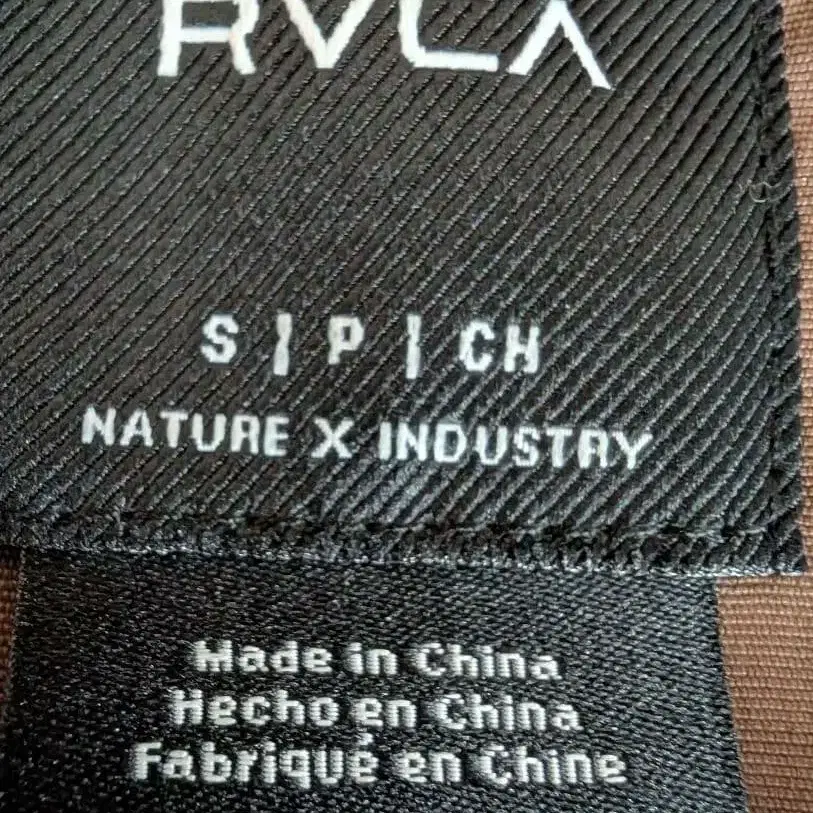 RVCA
S | P | CH
NATURE X INDUSTRY
Made in China
Hecho en China
Fabriqué en Chine